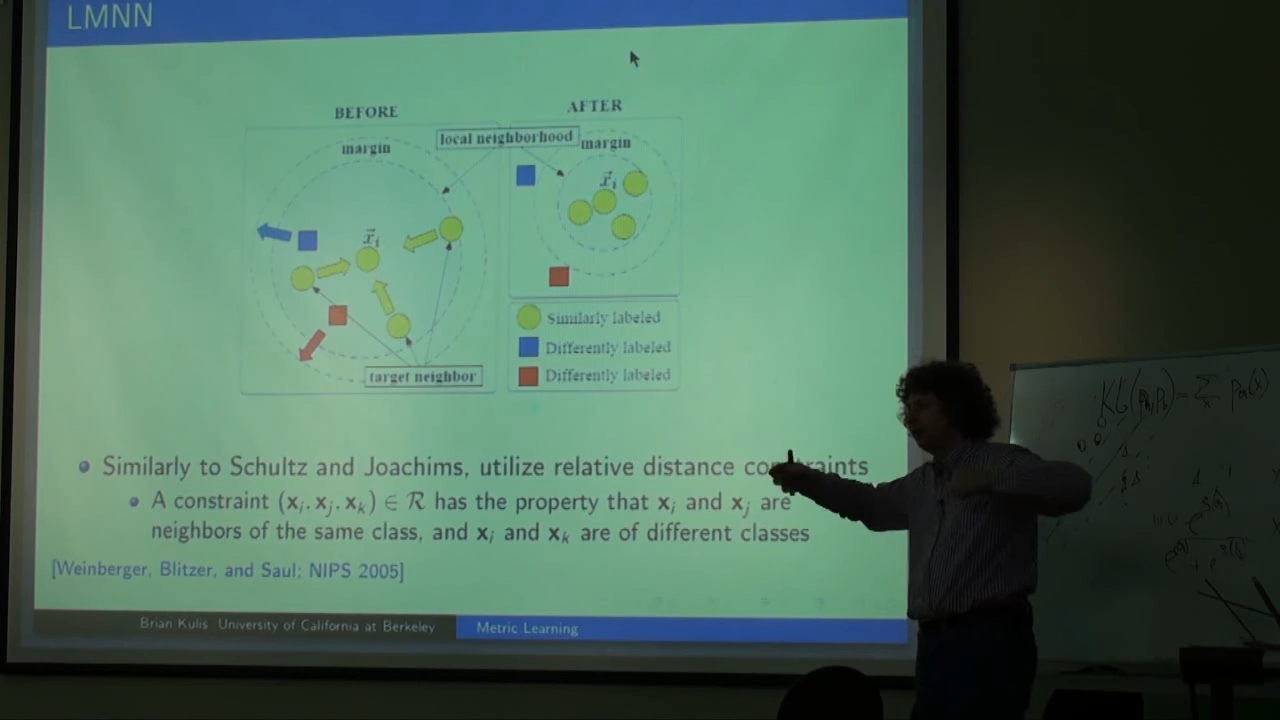 LMNN
BEFORE
AFTER
local neighborhood
margin
margin
x⃗ᵢ
x⃗ᵢ
Similarly labeled
Differently labeled
Differently labeled
target neighbor
Similarly to Schultz and Joachims, utilize relative distance constraints
A constraint (xᵢ, xⱼ, xₖ) ∈ R has the property that xᵢ and xⱼ are
neighbors of the same class, and xᵢ and xₖ are of different classes
[Weinberger, Blitzer, and Saul; NIPS 2005]
Brian Kulis University of California at Berkeley
Metric Learning